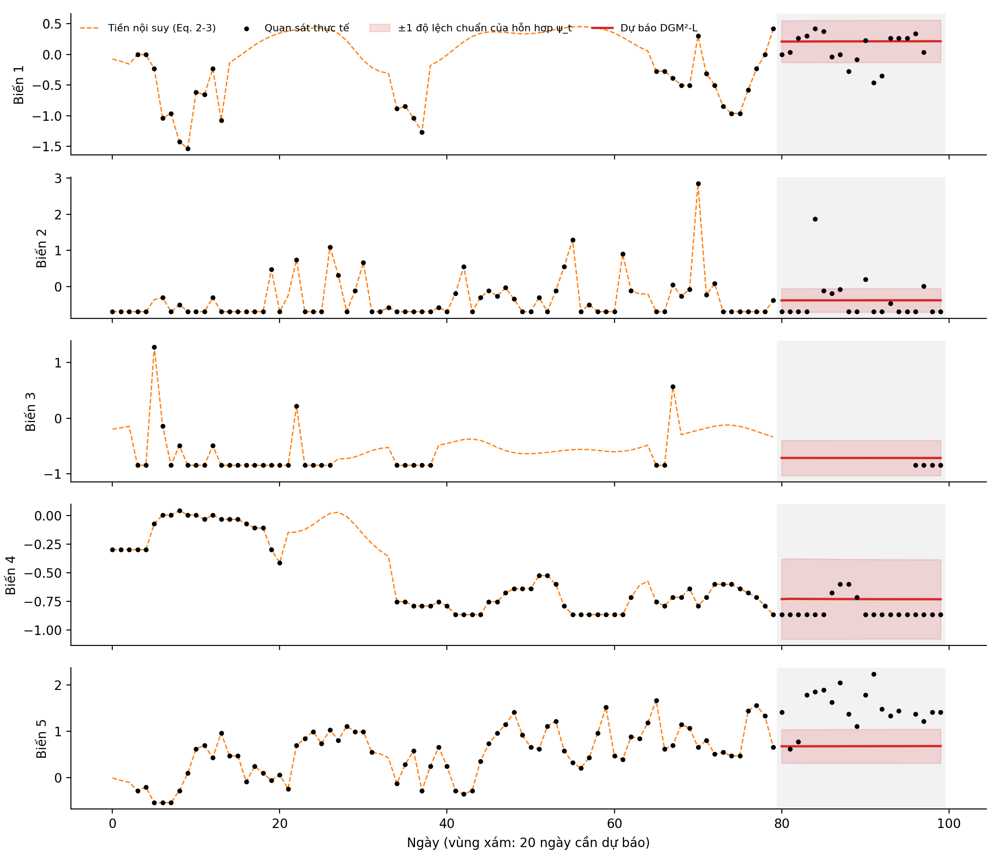 Tiền nội suy (Eq. 2-3) Quan sát thực tế ±1 độ lệch chuẩn của hỗn hợp ψ_t Dự báo DGM²-L
0.5
0.0
−0.5
−1.0
−1.5
Biến 1
3
2
1
0
Biến 2
1
0
−1
Biến 3
0.00
−0.25
−0.50
−0.75
−1.00
Biến 4
2
1
0
Biến 5
0 20 40 60 80 100
Ngày (vùng xám: 20 ngày cần dự báo)